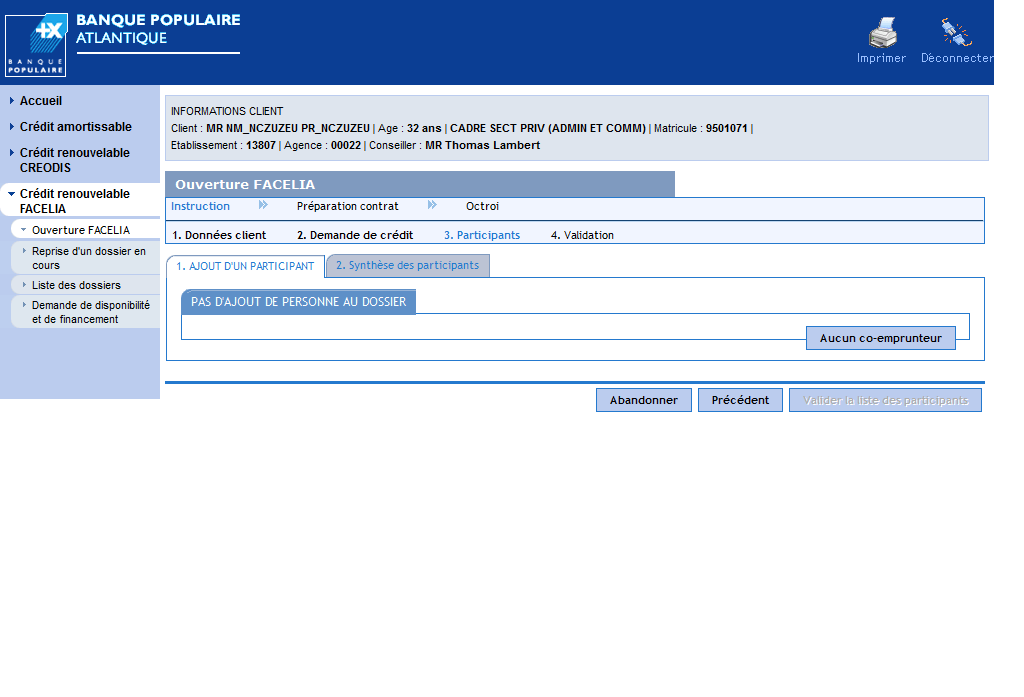 BANQUE POPULAIRE
ATLANTIQUE
BANQUE
POPULAIRE
Imprimer
Déconnecter
Accueil
Crédit amortissable
Crédit renouvelable
CREODIS
Crédit renouvelable
FACELIA
Ouverture FACELIA
Reprise d'un dossier en
cours
Liste des dossiers
Demande de disponibilité
et de financement
INFORMATIONS CLIENT
Client : MR NM_NCZUZEU PR_NCZUZEU | Age : 32 ans | CADRE SECT PRIV (ADMIN ET COMM) | Matricule : 9501071 |
Etablissement : 13807 | Agence : 00022 | Conseiller : MR Thomas Lambert
Ouverture FACELIA
Instruction Préparation contrat Octroi
1. Données client 2. Demande de crédit 3. Participants 4. Validation
1. AJOUT D'UN PARTICIPANT 2. Synthèse des participants
PAS D'AJOUT DE PERSONNE AU DOSSIER
Aucun co-emprunteur
Abandonner Précédent Valider la liste des participants